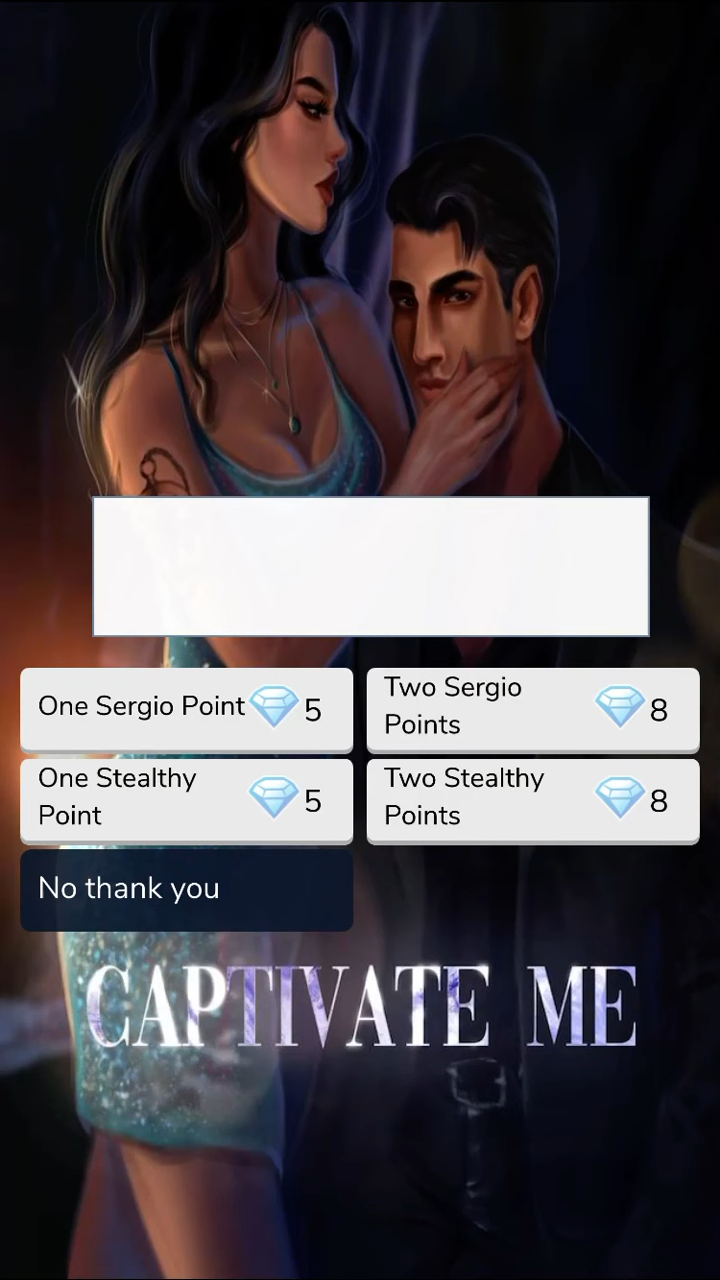 One Sergio Point 5
Two Sergio
Points 8
One Stealthy
Point 5
Two Stealthy
Points 8
No thank you
CAPTIVATE ME